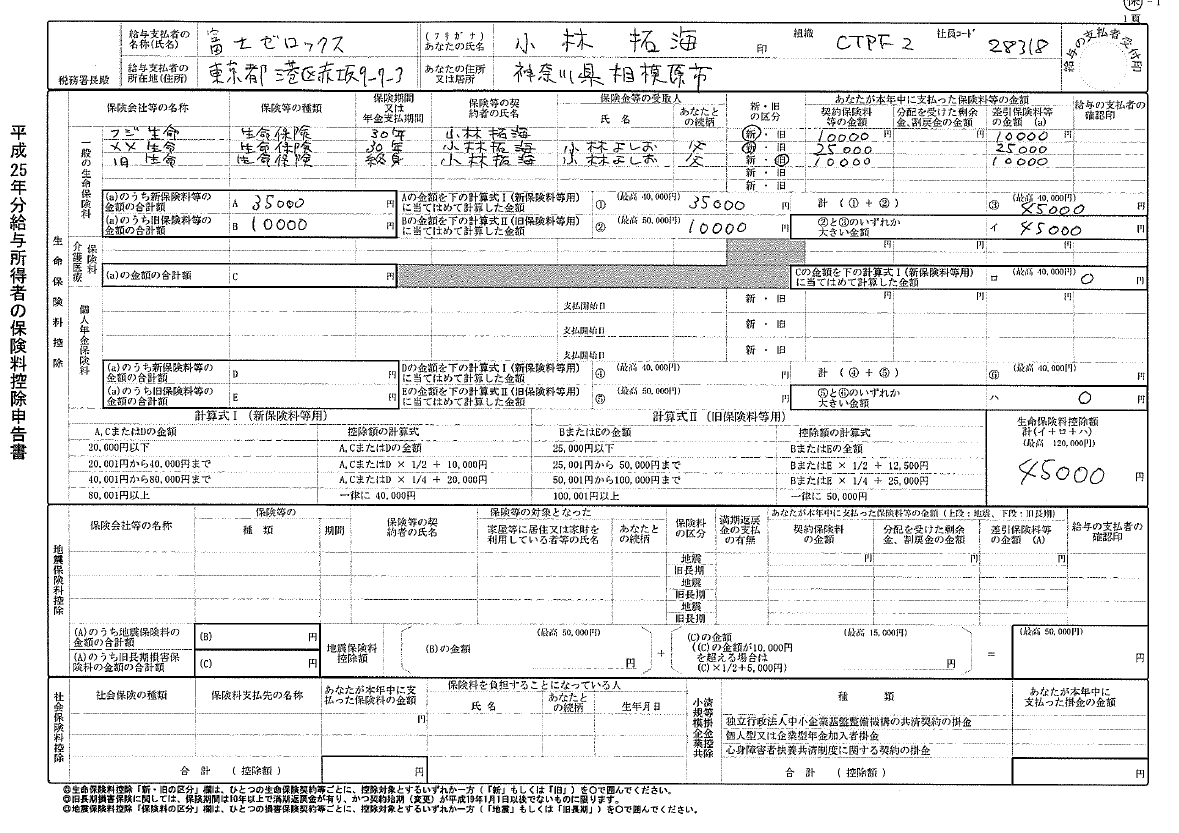 保 - 1
1 頁
平成25年分給与所得者の保険料控除申告書
税務署長殿
給与支払者の名称(氏名) 富士ゼロックス (フリガナ) あなたの氏名 小林 拓海 印 組織 CTPF 2 社員コード 28318
給与支払者の所在地(住所) 東京都港区赤坂9-7-3 あなたの住所又は居所 神奈川県相模原市
給与の支払者受付印
生命保険料控除
一般の生命保険料
保険会社等の名称 保険等の種類 保険期間又は年金支払期間 保険等の契約者の氏名 保険金等の受取人 氏名 あなたとの続柄 新・旧の区分 あなたが本年中に支払った保険料等の金額 契約保険料等の金額 分配を受けた剰余金、割戻金の金額 差引保険料等の金額 (a) 給与の支払者の確認印
フジ生命 生命保険 30年 小林拓海 新・旧 10000 円 円 10000 円
メメ生命 生命保険 30年 小林拓海 小林よしお 父 新・旧 25000 25000
旧 生命 生命保険 終身 小林拓海 小林よしお 父 新・旧 10000 10000
新・旧
新・旧
(a)のうち新保険料等の金額の合計額 A 35000 円 Aの金額を下の計算式Ⅰ(新保険料等用)に当てはめて計算した金額 ① (最高 40,000円) 35000 円 計 (①+②) ③ (最高 40,000円) 45000 円
(a)のうち旧保険料等の金額の合計額 B 10000 円 Bの金額を下の計算式Ⅱ(旧保険料等用)に当てはめて計算した金額 ② (最高 50,000円) 10000 円 ②と③のいずれか大きい金額 イ 45000 円
介護医療保険料
円 円 円
(a)の金額の合計額 C 円 Cの金額を下の計算式Ⅰ(新保険料等用)に当てはめて計算した金額 ロ (最高 40,000円) 0 円
個人年金保険料
支払開始日 新・旧 円 円 円
支払開始日 新・旧
支払開始日 新・旧
(a)のうち新保険料等の金額の合計額 D 円 Dの金額を下の計算式Ⅰ(新保険料等用)に当てはめて計算した金額 ④ (最高 40,000円) 円 計 (④+⑤) ⑥ (最高 40,000円) 円
(a)のうち旧保険料等の金額の合計額 E 円 Eの金額を下の計算式Ⅱ(旧保険料等用)に当てはめて計算した金額 ⑤ (最高 50,000円) 円 ⑤と⑥のいずれか大きい金額 ハ 0 円
計算式Ⅰ(新保険料等用) 計算式Ⅱ(旧保険料等用)
A,CまたはDの金額 控除額の計算式 BまたはEの金額 控除額の計算式
20,000円以下 A,CまたはDの金額 25,000円以下 BまたはEの金額
20,001円から40,000円まで A,CまたはD × 1/2 + 10,000円 25,001円から 50,000円まで BまたはE × 1/2 + 12,500円
40,001円から80,000円まで A,CまたはD × 1/4 + 20,000円 50,001円から100,000円まで BまたはE × 1/4 + 25,000円
80,001円以上 一律に 40,000円 100,001円以上 一律に 50,000円
生命保険料控除額
計(イ+ロ+ハ)
(最高 120,000円)
45000 円
地震保険料控除
保険会社等の名称 保険等の種類 期間 保険等の契約者の氏名 保険等の対象となった家屋等に居住又は家財を利用している者等の氏名 あなたとの続柄 保険料の区分 満期返戻金の支払の有無 あなたが本年中に支払った保険料等の金額(上段:地震、下段:旧長期) 契約保険料の金額 分配を受けた剰余金、割戻金の金額 差引保険料等の金額 (A) 給与の支払者の確認印
地震 円 円 円
旧長期
地震
旧長期
地震
旧長期
(A)のうち地震保険料の金額の合計額 (B) 円
(A)のうち旧長期損害保険料の金額の合計額 (C) 円
地震保険料控除額 (B)の金額 (最高 50,000円) 円 + (C)の金額 ((C)の金額が10,000円を超える場合は(C)×1/2+5,000円) (最高 15,000円) 円 = (最高 50,000円) 円
社会保険料控除
社会保険の種類 保険料支払先の名称 あなたが本年中に支払った保険料の金額 保険料を負担することになっている人 氏名 あなたとの続柄 生年月日
円
合 計 (控除額) 円
小規模企業共済等掛金控除
種 類 あなたが本年中に支払った掛金の金額
独立行政法人中小企業基盤整備機構の共済契約の掛金
個人型又は企業型年金加入者掛金
心身障害者扶養共済制度に関する契約の掛金
合 計 (控除額) 円
◎生命保険料控除「新・旧の区分」欄は、ひとつの生命保険契約等ごとに、控除対象とするいずれか一方(「新」もしくは「旧」)を○で囲んでください。
◎旧長期損害保険に関しては、保険期間は10年以上で満期返戻金が有り、かつ契約始期(変更)が平成19年1月1日以後でないものに限ります。
◎地震保険料控除「保険料の区分」欄は、ひとつの損害保険契約等ごとに、控除対象とするいずれか一方(「地震」もしくは「旧長期」)を○で囲んでください。